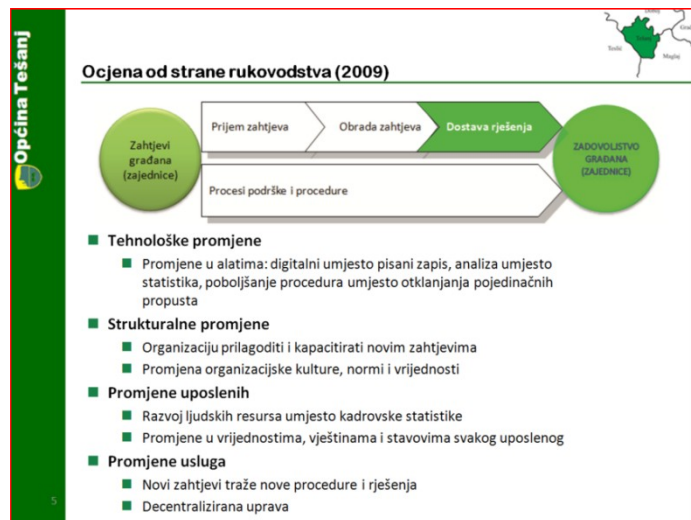 Općina Tešanj
Ocjena od strane rukovodstva (2009)
Tešanj
Teslić
Maglaj
Zahtjevi
građana
(zajednice)
Prijem zahtjeva
Obrada zahtjeva
Dostava rješenja
Procesi podrške i procedure
ZADOVOLJSTVO
GRAĐANA
(ZAJEDNICE)
Tehnološke promjene
Promjene u alatima: digitalni umjesto pisani zapis, analiza umjesto
statistika, poboljšanje procedura umjesto otklanjanja pojedinačnih
propusta
Strukturalne promjene
Organizaciju prilagoditi i kapacitirati novim zahtjevima
Promjena organizacijske kulture, normi i vrijednosti
Promjene uposlenih
Razvoj ljudskih resursa umjesto kadrovske statistike
Promjene u vrijednostima, vještinama i stavovima svakog uposlenog
Promjene usluga
Novi zahtjevi traže nove procedure i rješenja
Decentralizirana uprava
5